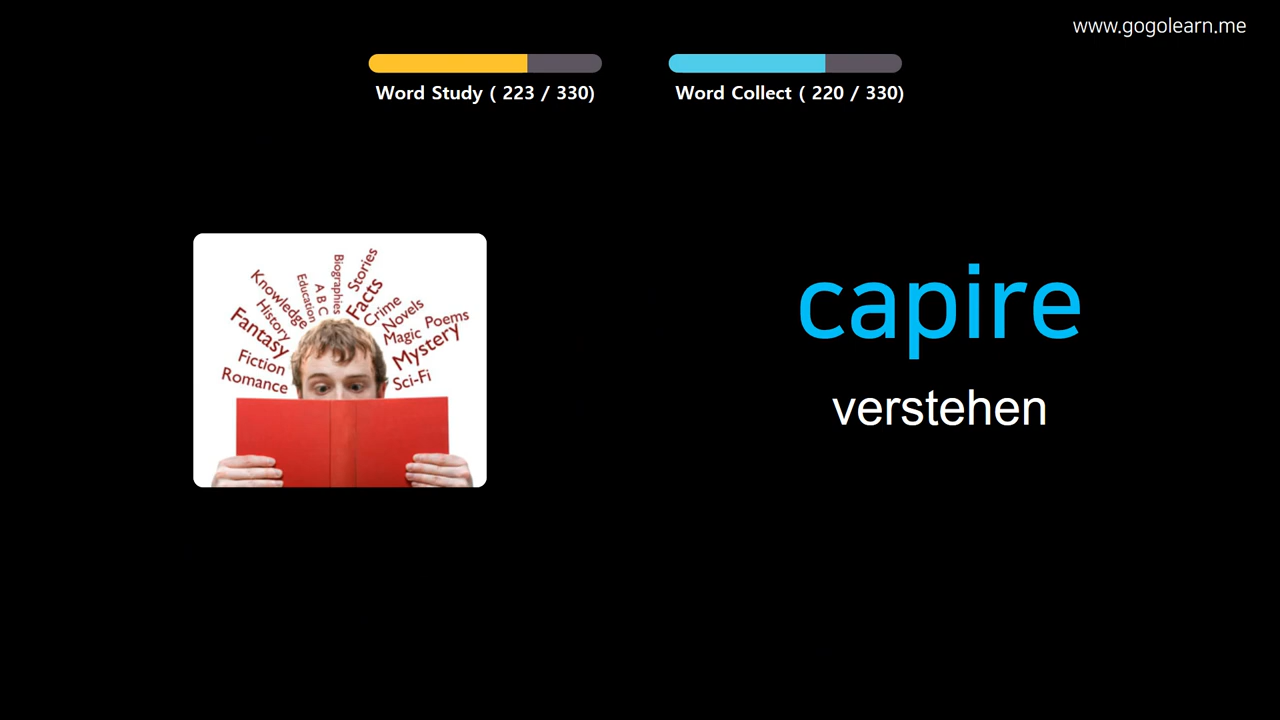 www.gogolearn.me
Word Study ( 223 / 330)
Word Collect ( 220 / 330)
Stories
Biographies
Facts
A B C
Education
Knowledge
Crime
History
Novels
Fantasy
Poems
Magic
Mystery
Fiction
Romance
Sci-Fi
capire
verstehen